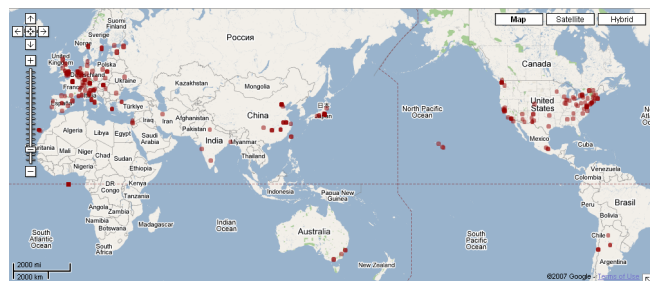 Map Satellite Hybrid
Suomi
Finland
Sverige
Norge
Россия
Canada
United
Kingdom
Polska
Deutschland
France
Ukraine
España
Türkiye
Kazakhstan
Mongolia
China
North Pacific
Ocean
United
States
Algeria
Libya
Egypt
Iraq
Iran
Afghanistan
Pakistan
Saudi
Arabia
India
Myanmar
Thailand
Mexico
Cuba
Mali
Niger
Chad
Sudan
Nigeria
Ethiopia
Venezuela
Colombia
DR
Congo
Kenya
Tanzania
Indonesia
Papua New
Guinea
Peru
Brasil
Bolivia
Angola
Zambia
Namibia
Botswana
Madagascar
South
Africa
South
Atlantic
Ocean
Indian
Ocean
Australia
New Zealand
South
Pacific
Ocean
Chile
Argentina
2000 mi
2000 km
©2007 Google - Terms of Use